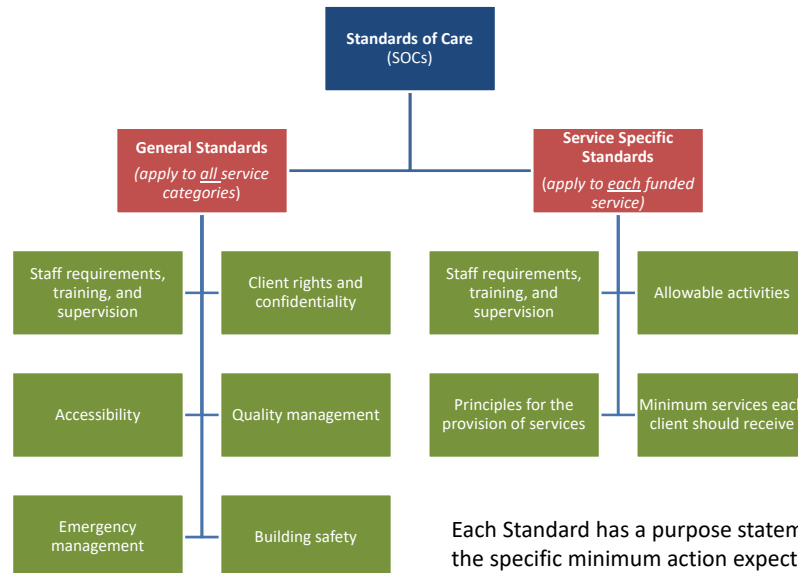 Standards of Care
(SOCs)
General Standards
(apply to all service
categories)
Service Specific
Standards
(apply to each funded
service)
Staff requirements,
training, and
supervision
Client rights and
confidentiality
Staff requirements,
training, and
supervision
Allowable activities
Accessibility
Quality management
Principles for the
provision of services
Minimum services each
client should receive
Emergency
management
Building safety
Each Standard has a purpose statem
the specific minimum action expect